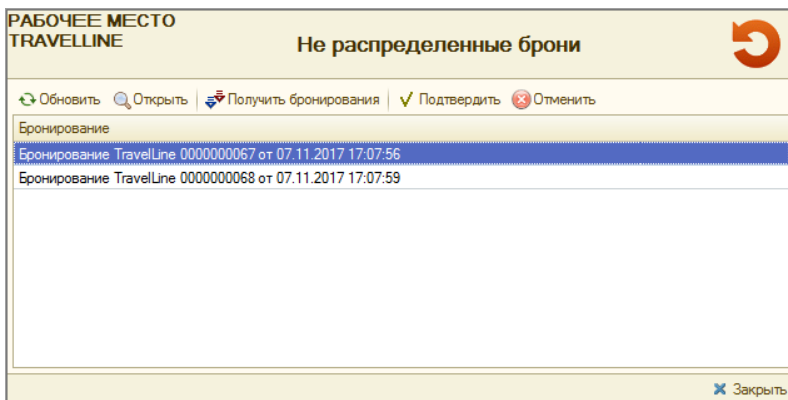 РАБОЧЕЕ МЕСТО
TRAVELLINE
Не распределенные брони
Обновить Открыть Получить бронирования Подтвердить Отменить
Бронирование
Бронирование TravelLine 0000000067 от 07.11.2017 17:07:56
Бронирование TravelLine 0000000068 от 07.11.2017 17:07:59
Закрыть